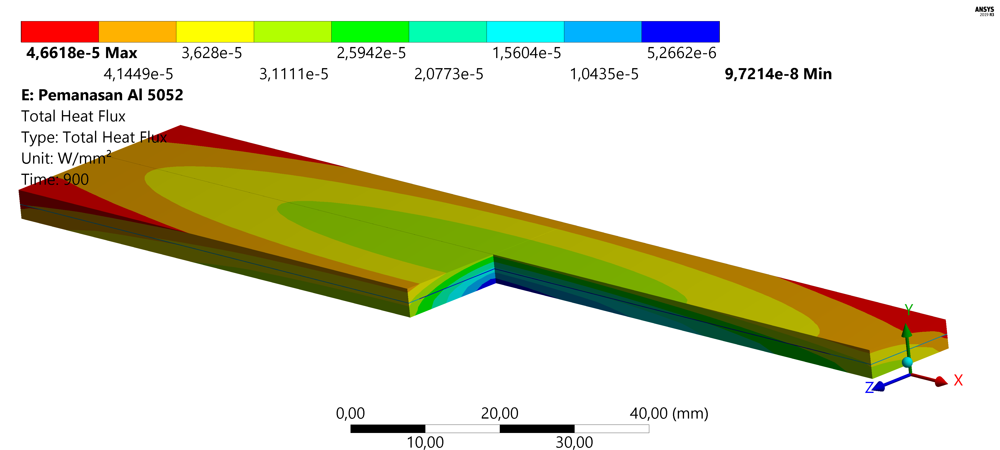 ANSYS
2019 R3
4,6618e-5 Max
3,628e-5
2,5942e-5
1,5604e-5
5,2662e-6
4,1449e-5
3,1111e-5
2,0773e-5
1,0435e-5
9,7214e-8 Min
E: Pemanasan Al 5052
Total Heat Flux
Type: Total Heat Flux
Unit: W/mm²
Time: 900
Y
X
Z
0,00
20,00
40,00 (mm)
10,00
30,00